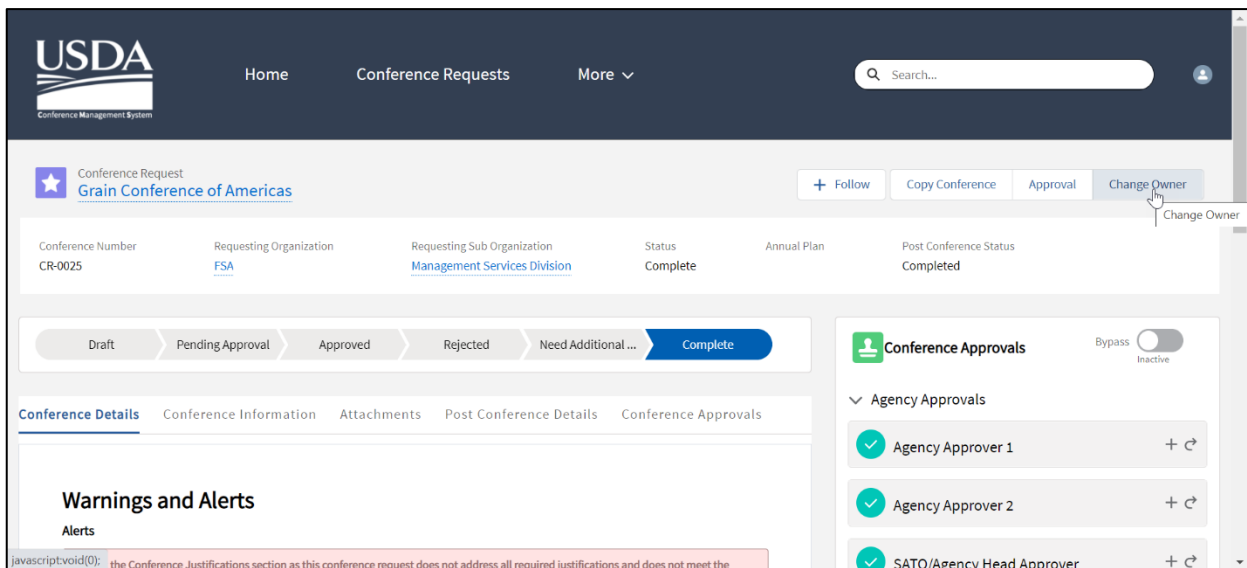 USDA
Conference Management System
Home Conference Requests More
Search...
Conference Request
Grain Conference of Americas
+ Follow Copy Conference Approval Change Owner
Change Owner
Conference Number Requesting Organization Requesting Sub Organization Status Annual Plan Post Conference Status
CR-0025 FSA Management Services Division Complete Completed
Draft Pending Approval Approved Rejected Need Additional ... Complete
Conference Approvals Bypass
Inactive
Conference Details Conference Information Attachments Post Conference Details Conference Approvals
Agency Approvals
Agency Approver 1
Agency Approver 2
SATO/Agency Head Approver
Warnings and Alerts
Alerts
javascript:void(0); the Conference Justifications section as this conference request does not address all required justifications and does not meet the